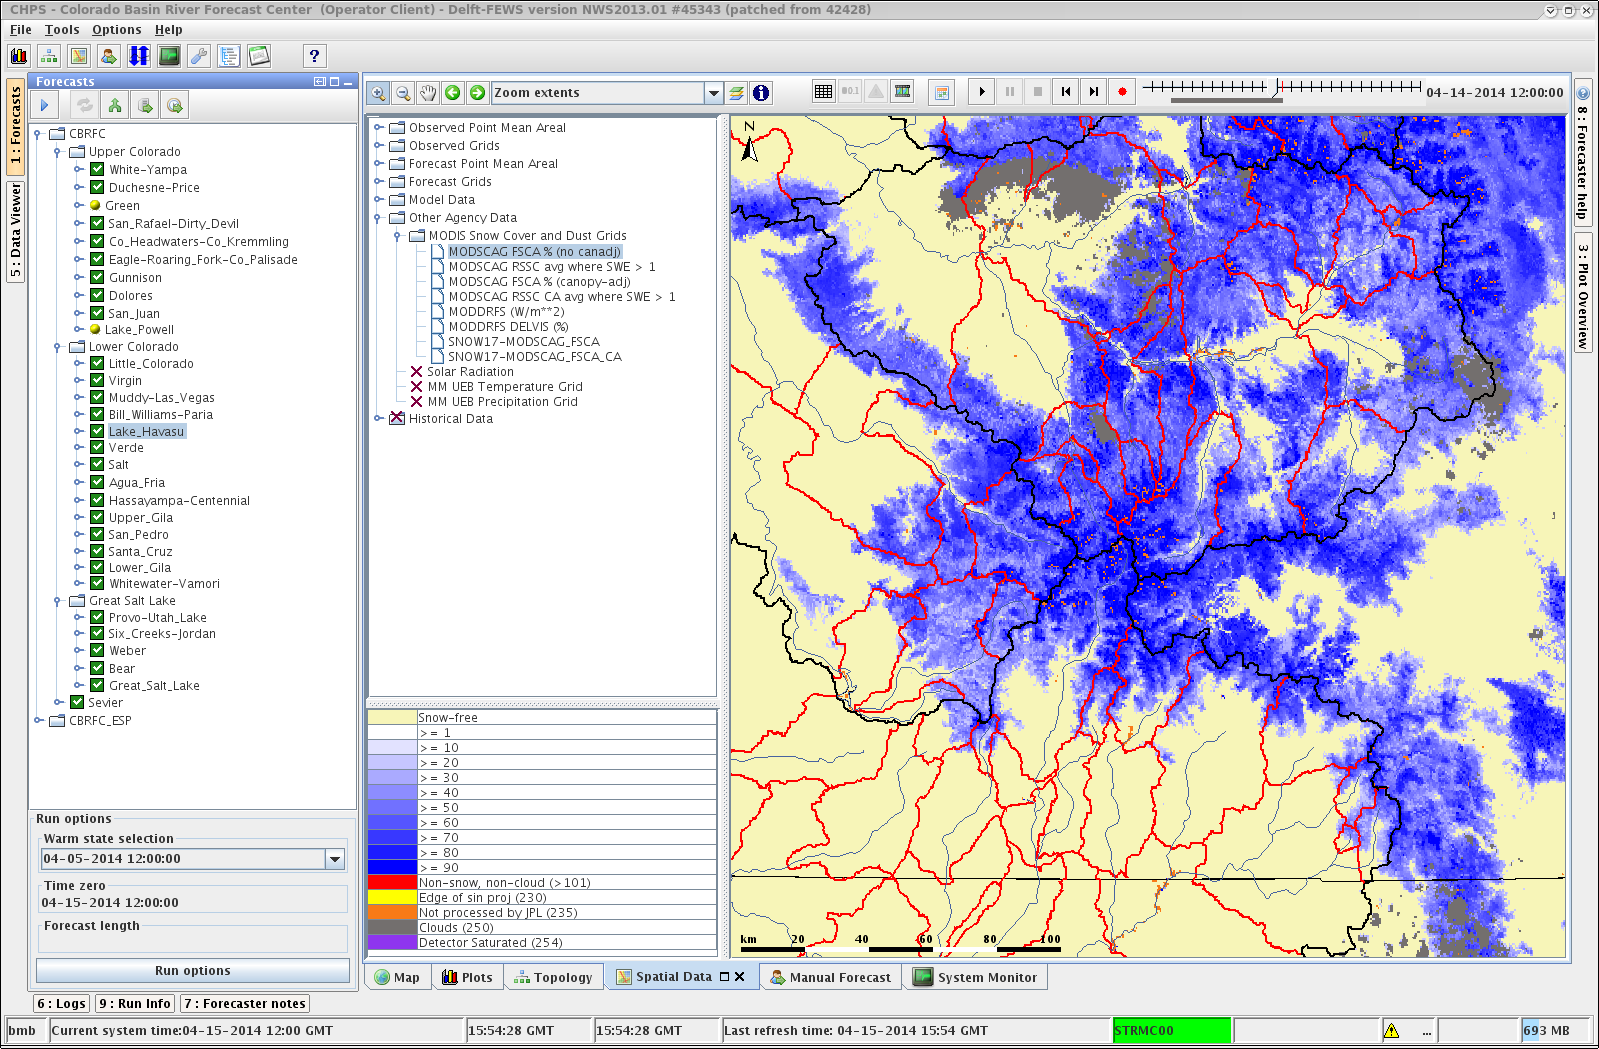 CHPS - Colorado Basin River Forecast Center (Operator Client) - Delft-FEWS version NWS2013.01 #45343 (patched from 42428)
File Tools Options Help
?
Forecasts
1 : Forecasts
5 : Data Viewer
CBRFC
Upper Colorado
White-Yampa
Duchesne-Price
Green
San_Rafael-Dirty_Devil
Co_Headwaters-Co_Kremmling
Eagle-Roaring_Fork-Co_Palisade
Gunnison
Dolores
San_Juan
Lake_Powell
Lower Colorado
Little_Colorado
Virgin
Muddy-Las_Vegas
Bill_Williams-Paria
Lake_Havasu
Verde
Salt
Agua_Fria
Hassayampa-Centennial
Upper_Gila
San_Pedro
Santa_Cruz
Lower_Gila
Whitewater-Vamori
Great Salt Lake
Provo-Utah_Lake
Six_Creeks-Jordan
Weber
Bear
Great_Salt_Lake
Sevier
CBRFC_ESP
Run options
Warm state selection
04-05-2014 12:00:00
Time zero
04-15-2014 12:00:00
Forecast length
Run options
Zoom extents
0.1
04-14-2014 12:00:00
Observed Point Mean Areal
Observed Grids
Forecast Point Mean Areal
Forecast Grids
Model Data
Other Agency Data
MODIS Snow Cover and Dust Grids
MODSCAG FSCA % (no canadj)
MODSCAG RSSC avg where SWE > 1
MODSCAG FSCA % (canopy-adj)
MODSCAG RSSC CA avg where SWE > 1
MODDRFS (W/m**2)
MODDRFS DELVIS (%)
SNOW17-MODSCAG_FSCA
SNOW17-MODSCAG_FSCA_CA
Solar Radiation
MM UEB Temperature Grid
MM UEB Precipitation Grid
Historical Data
Snow-free
>= 1
>= 10
>= 20
>= 30
>= 40
>= 50
>= 60
>= 70
>= 80
>= 90
Non-snow, non-cloud (>101)
Edge of sin proj (230)
Not processed by JPL (235)
Clouds (250)
Detector Saturated (254)
N
km 20 40 60 80 100
8 : Forecaster help
3 : Plot Overview
Map Plots Topology Spatial Data Manual Forecast System Monitor
6 : Logs 9 : Run Info 7 : Forecaster notes
bmb Current system time:04-15-2014 12:00 GMT 15:54:28 GMT 15:54:28 GMT Last refresh time: 04-15-2014 15:54 GMT STRMC00 ... 693 MB